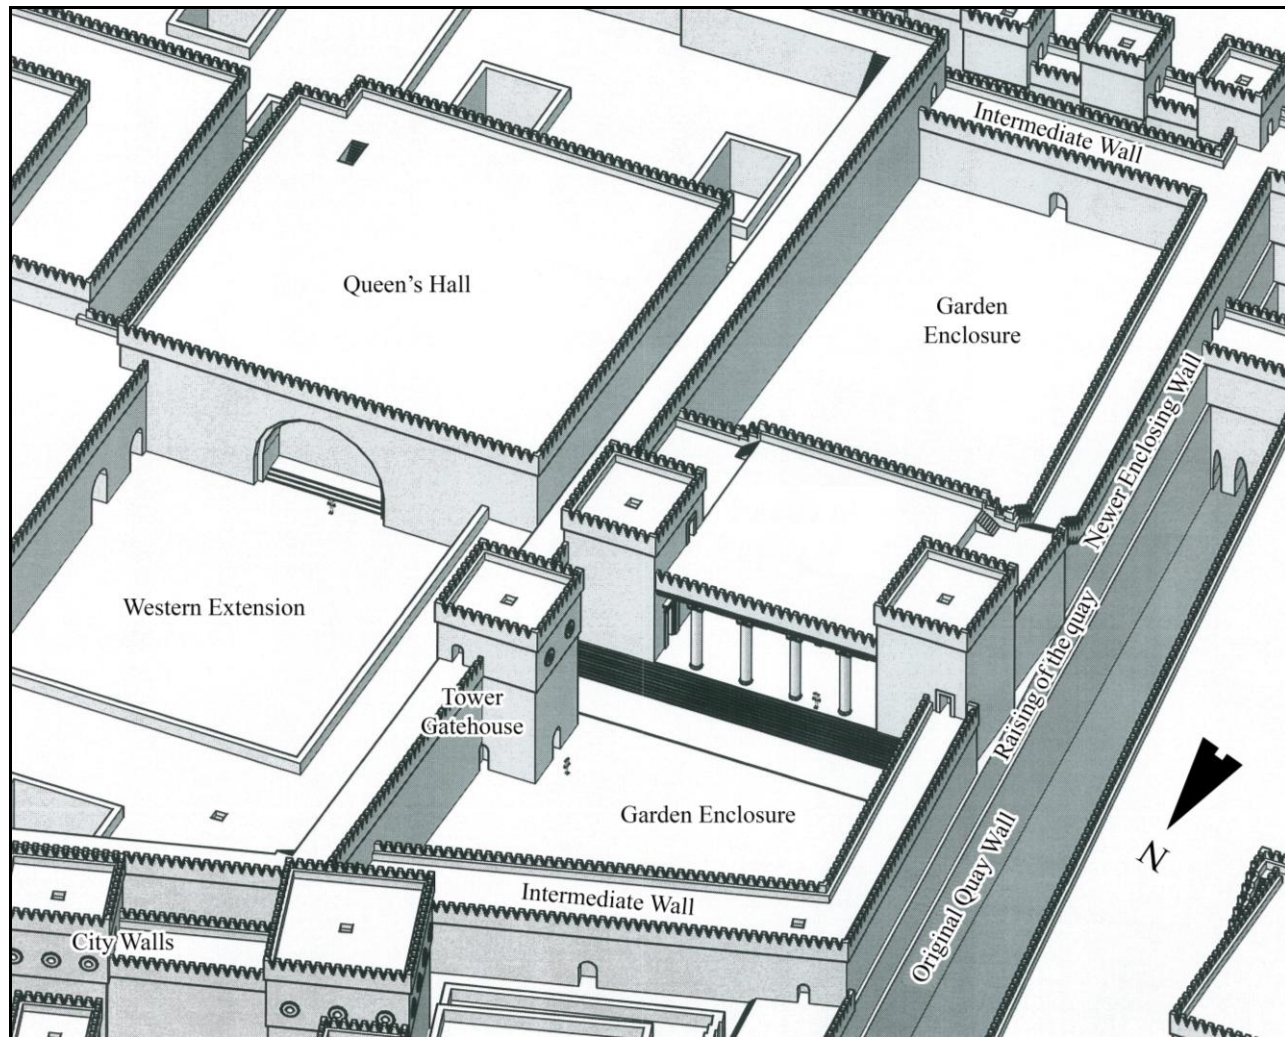 Intermediate Wall
Queen's Hall
Garden
Enclosure
Newer Enclosing Wall
Western Extension
Raising of the quay
Tower
Gatehouse
Garden Enclosure
N
Intermediate Wall
Original Quay Wall
City Walls